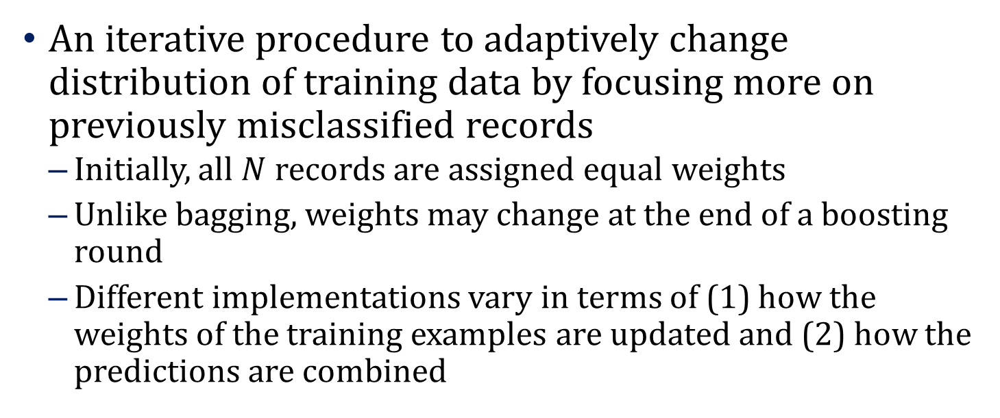 • An iterative procedure to adaptively change
distribution of training data by focusing more on
previously misclassified records
– Initially, all N records are assigned equal weights
– Unlike bagging, weights may change at the end of a boosting
round
– Different implementations vary in terms of (1) how the
weights of the training examples are updated and (2) how the
predictions are combined